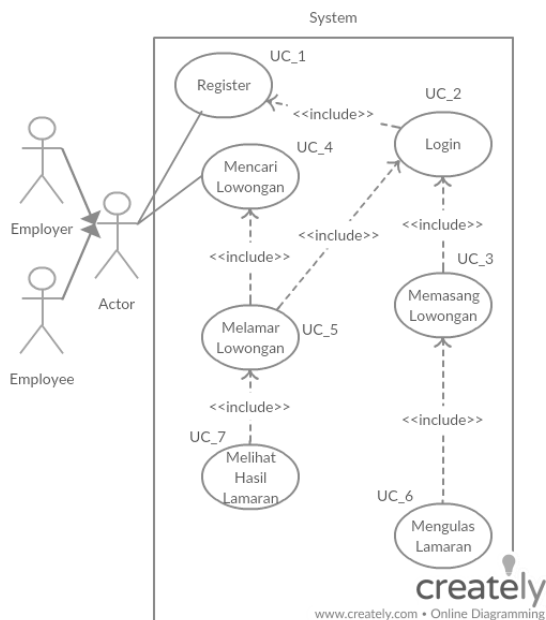 System
UC_1
Register
<<include>>
UC_2
Login
UC_4
Mencari
Lowongan
Employer
Actor
Employee
<<include>>
<<include>>
<<include>>
UC_3
Memasang
Lowongan
Melamar
Lowongan
UC_5
<<include>>
<<include>>
UC_7
Melihat
Hasil
Lamaran
UC_6
Mengulas
Lamaran
creately
www.creately.com • Online Diagramming